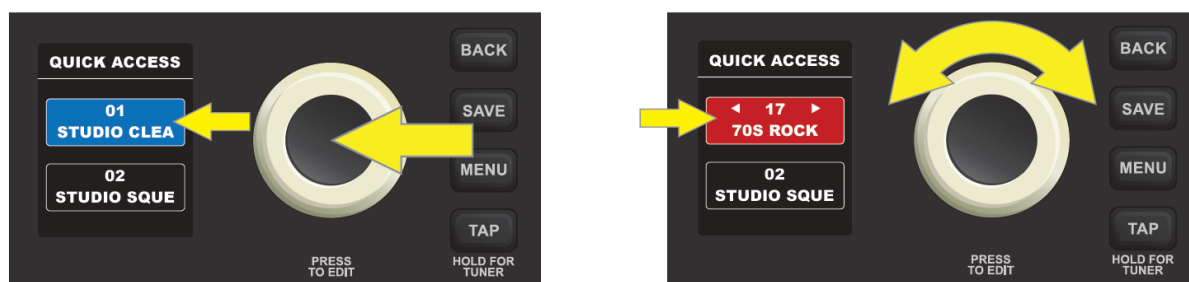 QUICK ACCESS
01
STUDIO CLEA
02
STUDIO SQUE
PRESS
TO EDIT
BACK
SAVE
MENU
TAP
HOLD FOR
TUNER
QUICK ACCESS
◄ 17 ►
70S ROCK
02
STUDIO SQUE
PRESS
TO EDIT
BACK
SAVE
MENU
TAP
HOLD FOR
TUNER